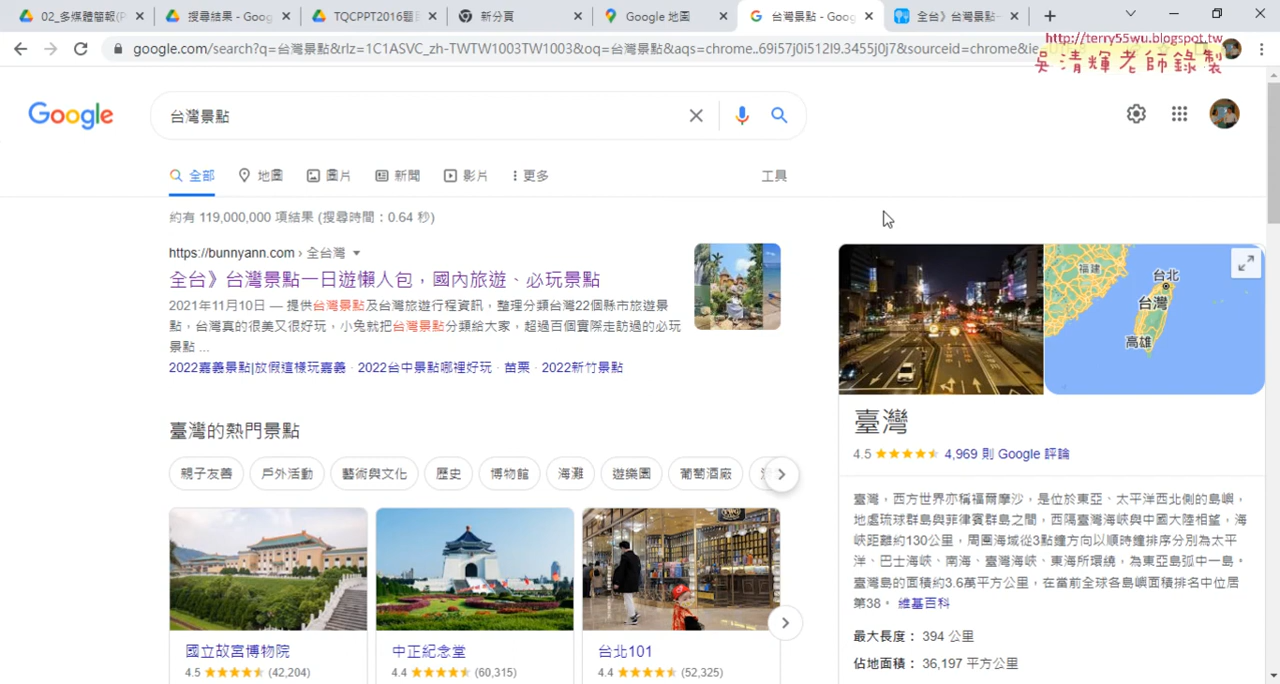 02_多媒體簡報(P
搜尋結果 - Goog
TQCPPT2016題
新分頁
Google 地圖
台灣景點 - Goog
全台》台灣景點一
google.com/search?q=台灣景點&rlz=1C1ASVC_zh-TWTW1003TW1003&oq=台灣景點&aqs=chrome..69i57j0i512l9.3455j0j7&sourceid=chrome&ie
http://terry55wu.blogspot.tw
吳清輝老師錄製
Google
台灣景點
全部
地圖
圖片
新聞
影片
更多
工具
約有 119,000,000 項結果 (搜尋時間：0.64 秒)
https://bunnyann.com › 全台灣
全台》台灣景點一日遊懶人包，國內旅遊、必玩景點
2021年11月10日 — 提供台灣景點及台灣旅遊行程資訊，整理分類台灣22個縣市旅遊景
點，台灣真的很美又很好玩，小兔就把台灣景點分類給大家，超過百個實際走訪過的必玩
景點 ...
2022嘉義景點|放假這樣玩嘉義 · 2022台中景點哪裡好玩 · 苗栗 · 2022新竹景點
臺灣的熱門景點
親子友善
戶外活動
藝術與文化
歷史
博物館
海灘
遊樂園
葡萄酒廠
國立故宮博物院
4.5 (42,204)
中正紀念堂
4.4 (60,315)
台北101
4.4 (52,325)
福建
台北
台灣
高雄
臺灣
4.5 4,969 則 Google 評論
臺灣，西方世界亦稱福爾摩沙，是位於東亞、太平洋西北側的島嶼，
地處琉球群島與菲律賓群島之間，西隔臺灣海峽與中國大陸相望，海
峽距離約130公里，周圍海域從3點鐘方向以順時鐘排序分別為太平
洋、巴士海峽、南海、臺灣海峽、東海所環繞，為東亞島弧中一島。
臺灣島的面積約3.6萬平方公里，在當前全球各島嶼面積排名中位居
第38。 維基百科
最大長度： 394 公里
佔地面積： 36,197 平方公里